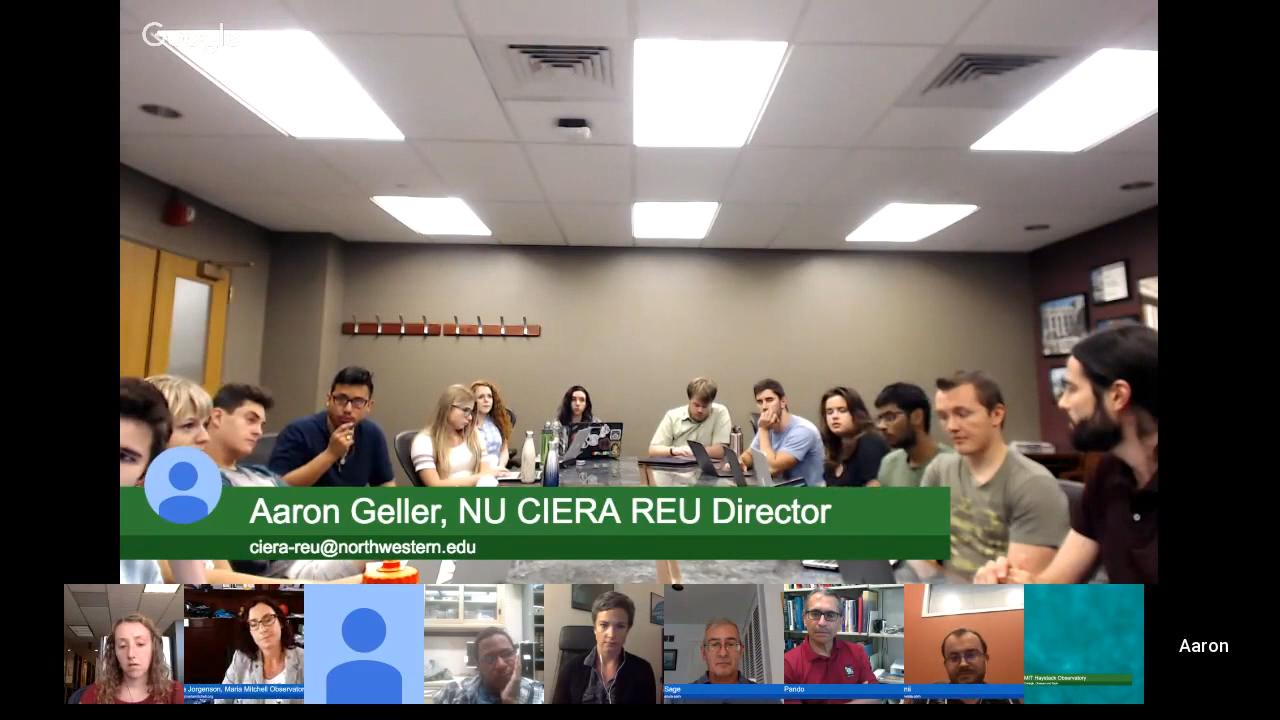 Google
Aaron Geller, NU CIERA REU Director
ciera-reu@northwestern.edu
Jorgenson, Maria Mitchell Observator
Sage
Pando
MIT Haystack Observatory
Aaron